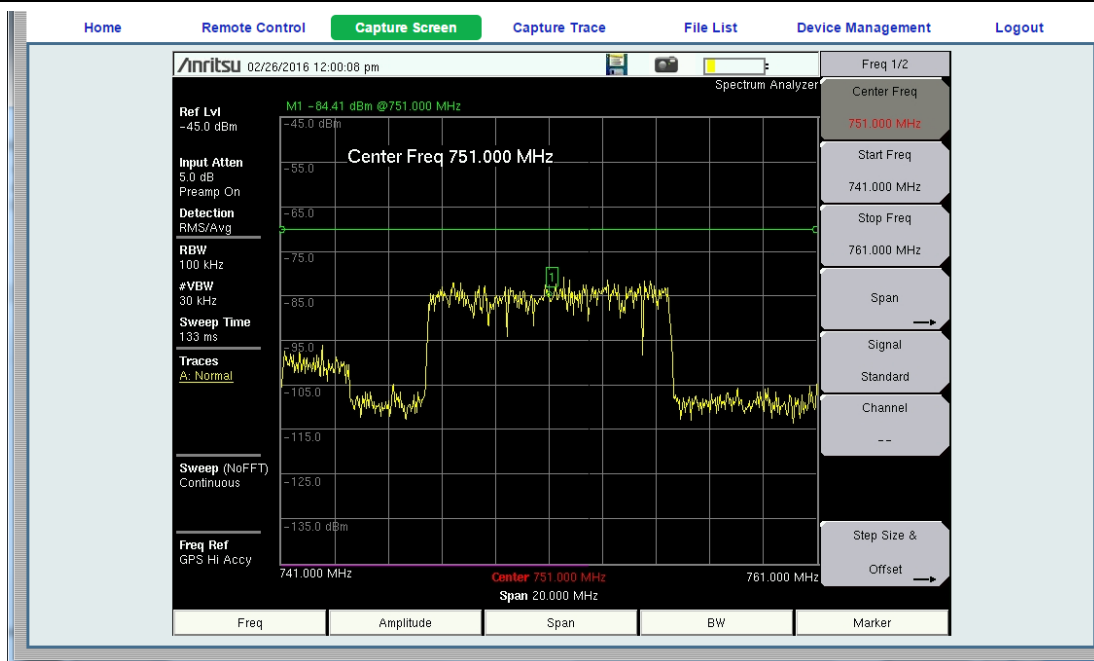 Home Remote Control Capture Screen Capture Trace File List Device Management Logout
Anritsu 02/26/2016 12:00:08 pm
Spectrum Analyzer
M1 -84.41 dBm @751.000 MHz
Ref Lvl
-45.0 dBm
Input Atten
5.0 dB
Preamp On
Detection
RMS/Avg
RBW
100 kHz
#VBW
30 kHz
Sweep Time
133 ms
Traces
A: Normal
Sweep (NoFFT)
Continuous
Freq Ref
GPS Hi Accy
-45.0 dBm
Center Freq 751.000 MHz
-55.0
-65.0
-75.0
1
-85.0
-95.0
-105.0
-115.0
-125.0
-135.0 dBm
741.000 MHz Center 751.000 MHz 761.000 MHz
Span 20.000 MHz
Freq 1/2
Center Freq
751.000 MHz
Start Freq
741.000 MHz
Stop Freq
761.000 MHz
Span
Signal
Standard
Channel
--
Step Size &
Offset
Freq Amplitude Span BW Marker